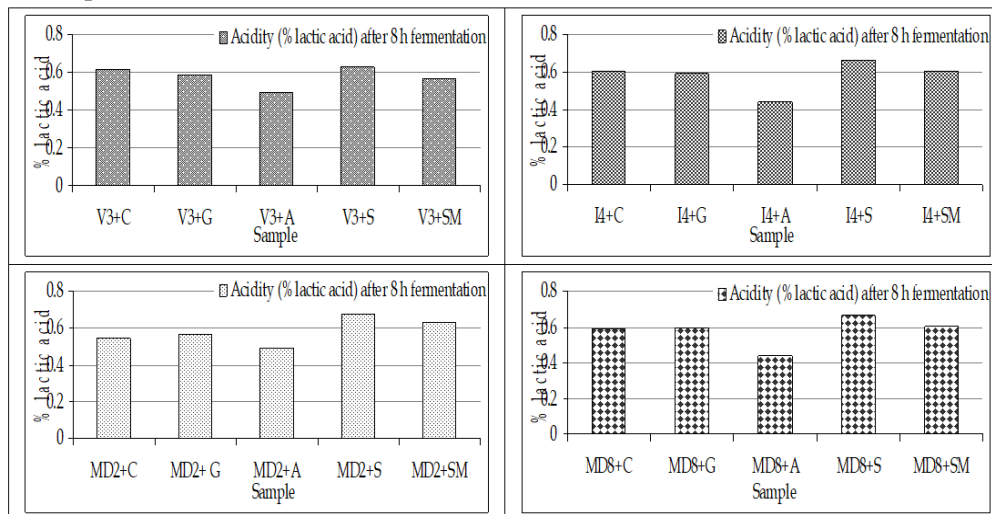 Acidity (% lactic acid) after 8 h fermentation
0.8
0.6
0.4
0.2
0
% lactic acid
V3+C V3+G V3+A V3+S V3+SM
Sample
Acidity (% lactic acid) after 8 h fermentation
0.8
0.6
0.4
0.2
0
% lactic acid
I4+C I4+G I4+A I4+S I4+SM
Sample
Acidity (% lactic acid) after 8 h fermentation
0.8
0.6
0.4
0.2
0
% lactic acid
MD2+C MD2+ G MD2+A MD2+S MD2+SM
Sample
Acidity (% lactic acid) after 8 h fermentation
0.8
0.6
0.4
0.2
0
% lactic acid
MD8+C MD8+G MD8+A MD8+S MD8+SM
Sample